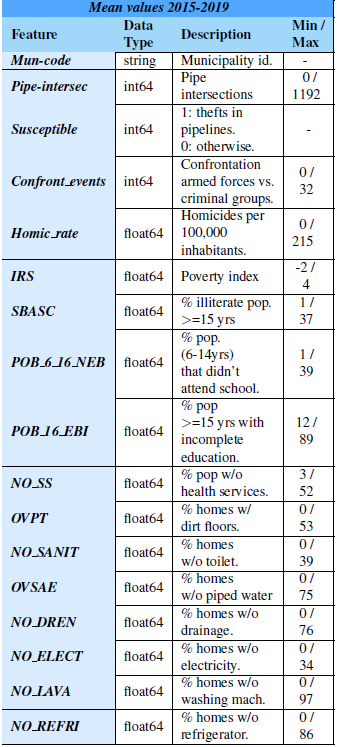 Mean values 2015-2019
Feature Data Type Description Min / Max
Mun-code string Municipality id. -
Pipe-intersec int64 Pipe intersections 0 / 1192
Susceptible int64 1: thefts in pipelines. 0: otherwise. -
Confront_events int64 Confrontation armed forces vs. criminal groups. 0 / 32
Homic_rate float64 Homicides per 100,000 inhabitants. 0 / 215
IRS float64 Poverty index -2 / 4
SBASC float64 % illiterate pop. >=15 yrs 1 / 37
POB_6_16_NEB float64 % pop. (6-14yrs) that didn't attend school. 1 / 39
POB_16_EBI float64 % pop >=15 yrs with incomplete education. 12 / 89
NO_SS float64 % pop w/o health services. 3 / 52
OVPT float64 % homes w/ dirt floors. 0 / 53
NO_SANIT float64 % homes w/o toilet. 0 / 39
OVSAE float64 % homes w/o piped water 0 / 75
NO_DREN float64 % homes w/o drainage. 0 / 76
NO_ELECT float64 % homes w/o electricity. 0 / 34
NO_LAVA float64 % homes w/o washing mach. 0 / 97
NO_REFRI float64 % homes w/o refrigerator. 0 / 86